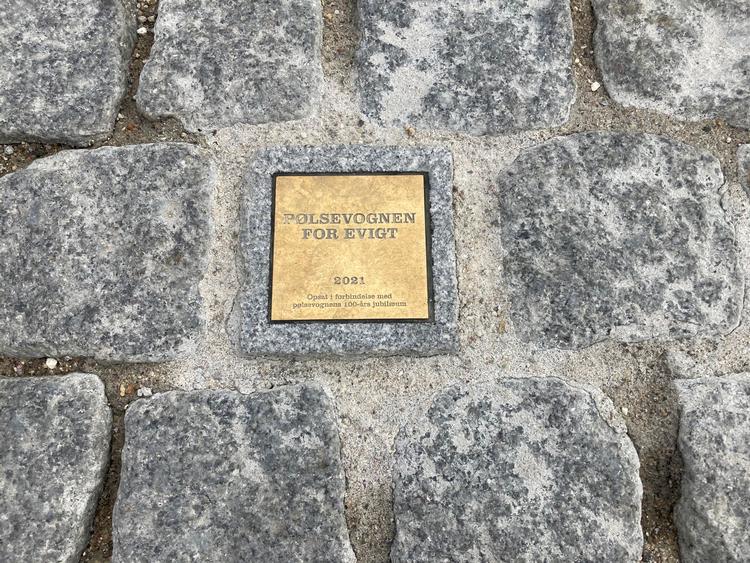 PØLSEVOGNEN
FOR EVIGT
2021
Opsat i forbindelse med
pølsevognens 100-års jubilæum